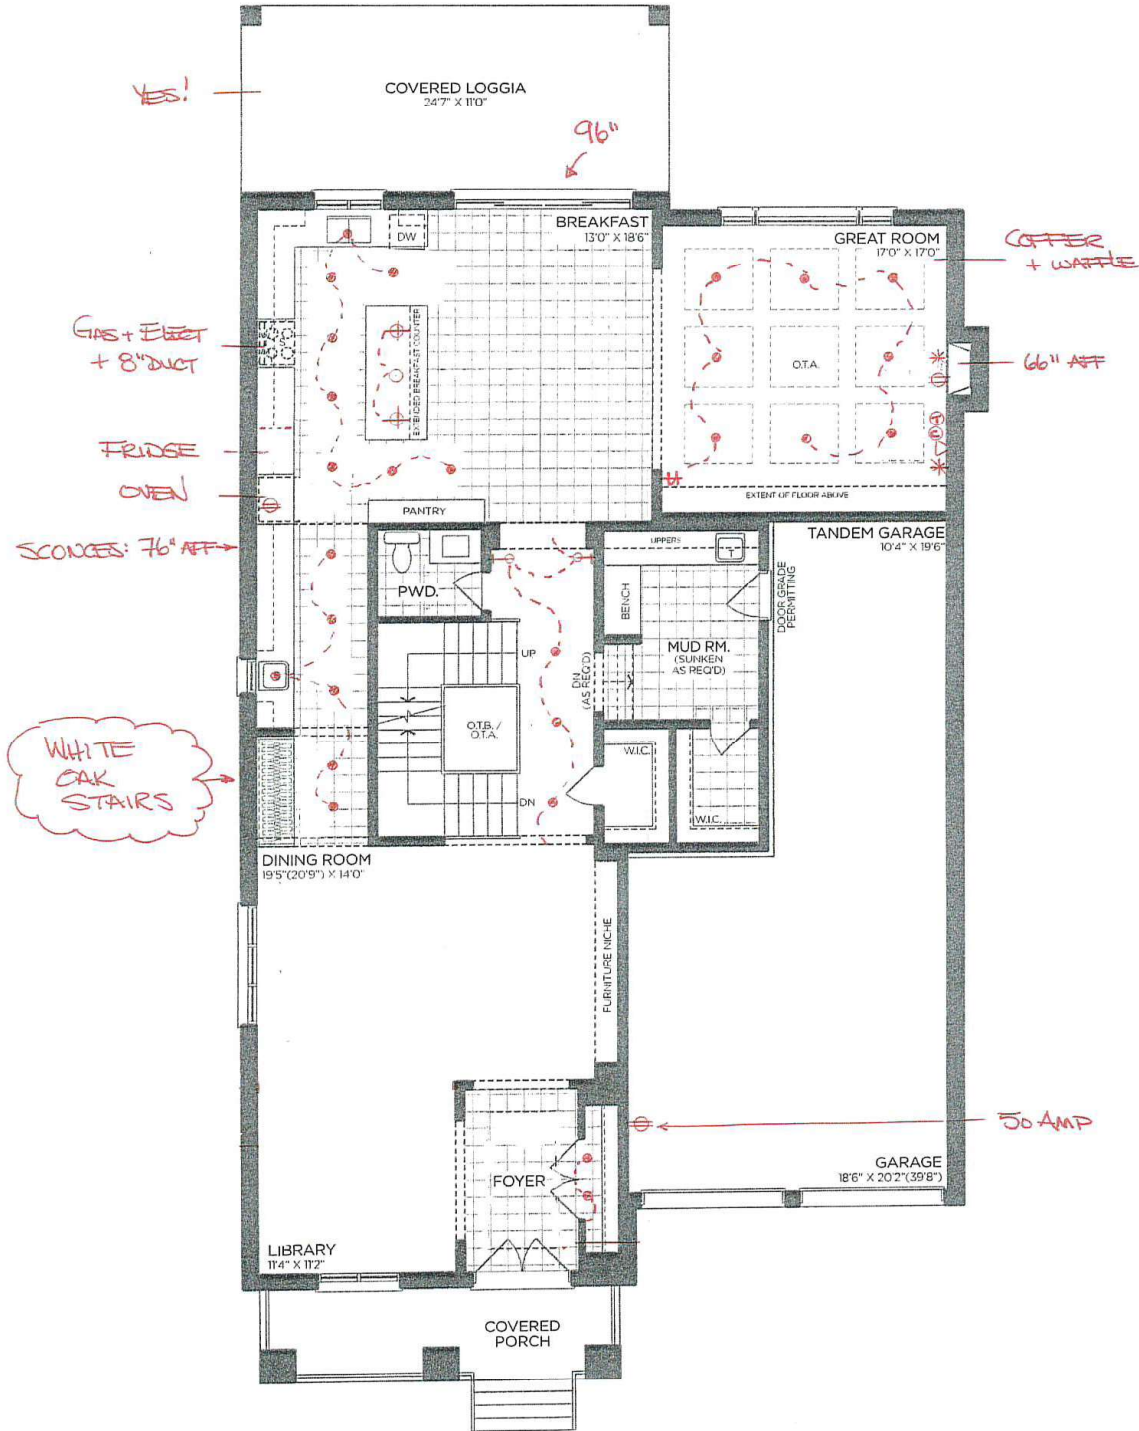 YES!
COVERED LOGGIA
24'7" X 11'0"
96"
BREAKFAST
13'0" X 18'6"
DW
GREAT ROOM
17'0" X 17'0"
COFFER
+ WAFFLE
GAS + ELECT
+ 8" DUCT
EXTENDED BREAKFAST COUNTER
O.T.A.
66" AFF
FRIDGE
OVEN
EXTENT OF FLOOR ABOVE
PANTRY
SCONCES: 76" AFF
UPPERS
T
TANDEM GARAGE
10'4" X 19'6"
PWD.
BENCH
DOOR GRADE
PERMITTING
MUD RM.
(SUNKEN
AS REQ'D)
UP
DN
(AS REQ'D)
O.T.B. /
O.T.A.
WHITE
OAK
STAIRS
W.I.C.
DN
W.I.C.
DINING ROOM
19'5"(20'9") X 14'0"
FURNITURE NICHE
50 AMP
GARAGE
18'6" X 20'2"(39'8")
FOYER
LIBRARY
11'4" X 11'2"
COVERED
PORCH